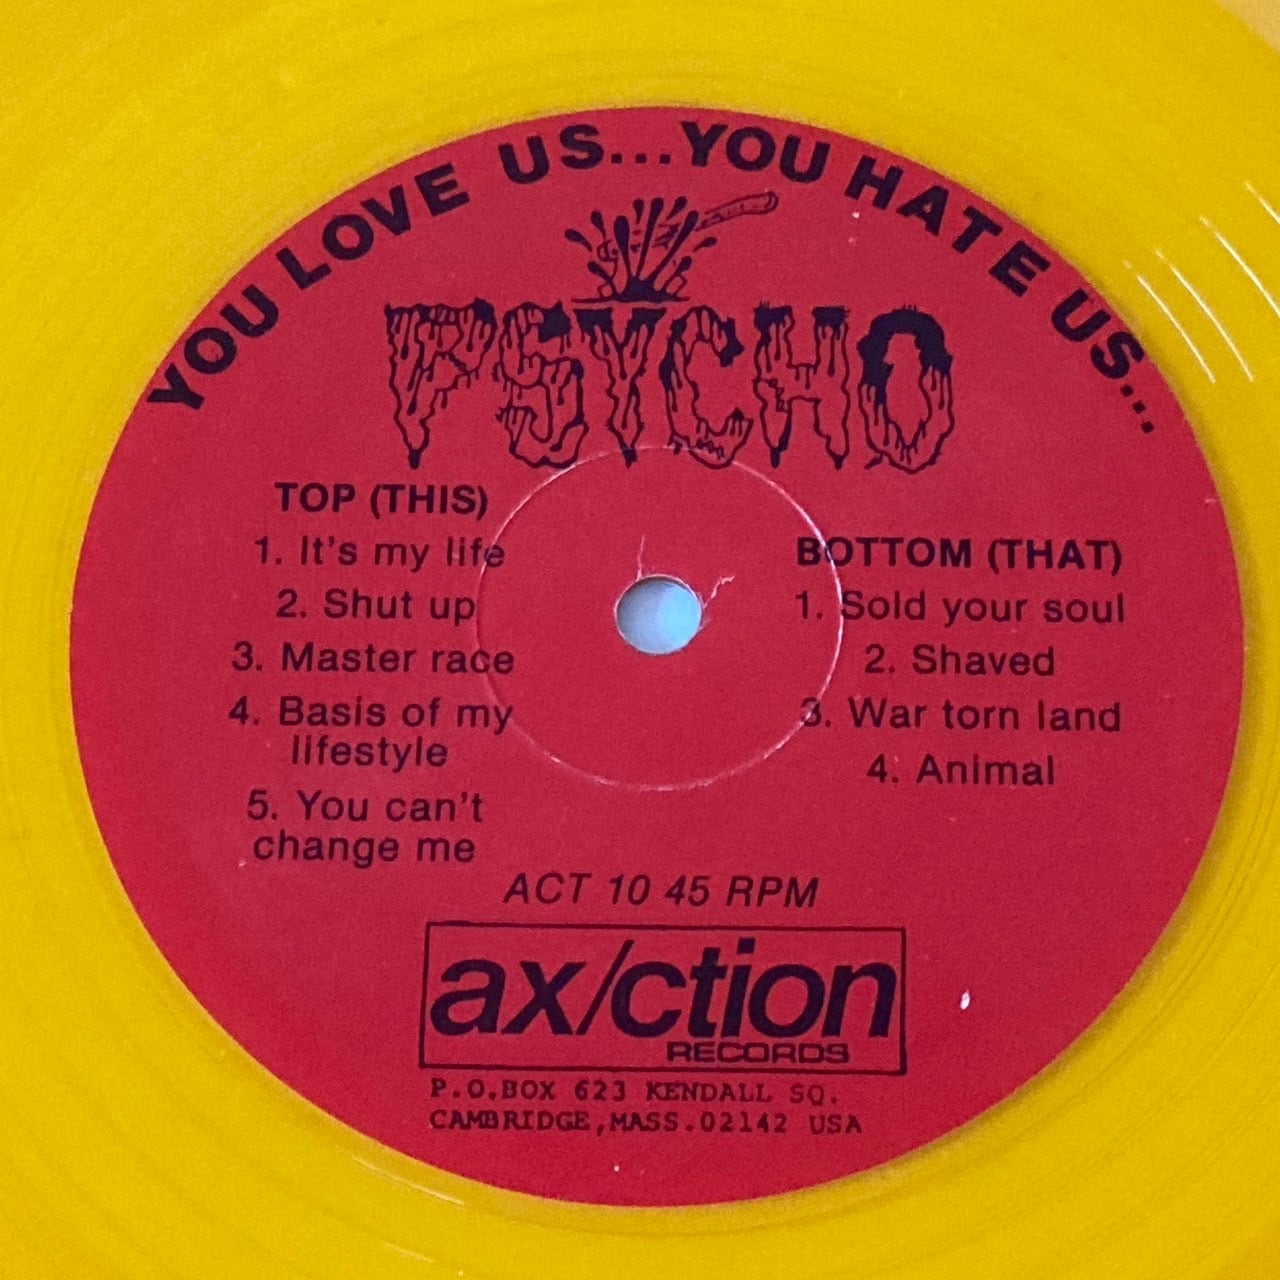 YOU LOVE US...YOU HATE US...
PSYCHO
TOP (THIS)
1. It's my life
2. Shut up
3. Master race
4. Basis of my
lifestyle
5. You can't
change me
BOTTOM (THAT)
1. Sold your soul
2. Shaved
3. War torn land
4. Animal
ACT 10 45 RPM
ax/ction
RECORDS
P.O.BOX 623 KENDALL SQ.
CAMBRIDGE,MASS.02142 USA